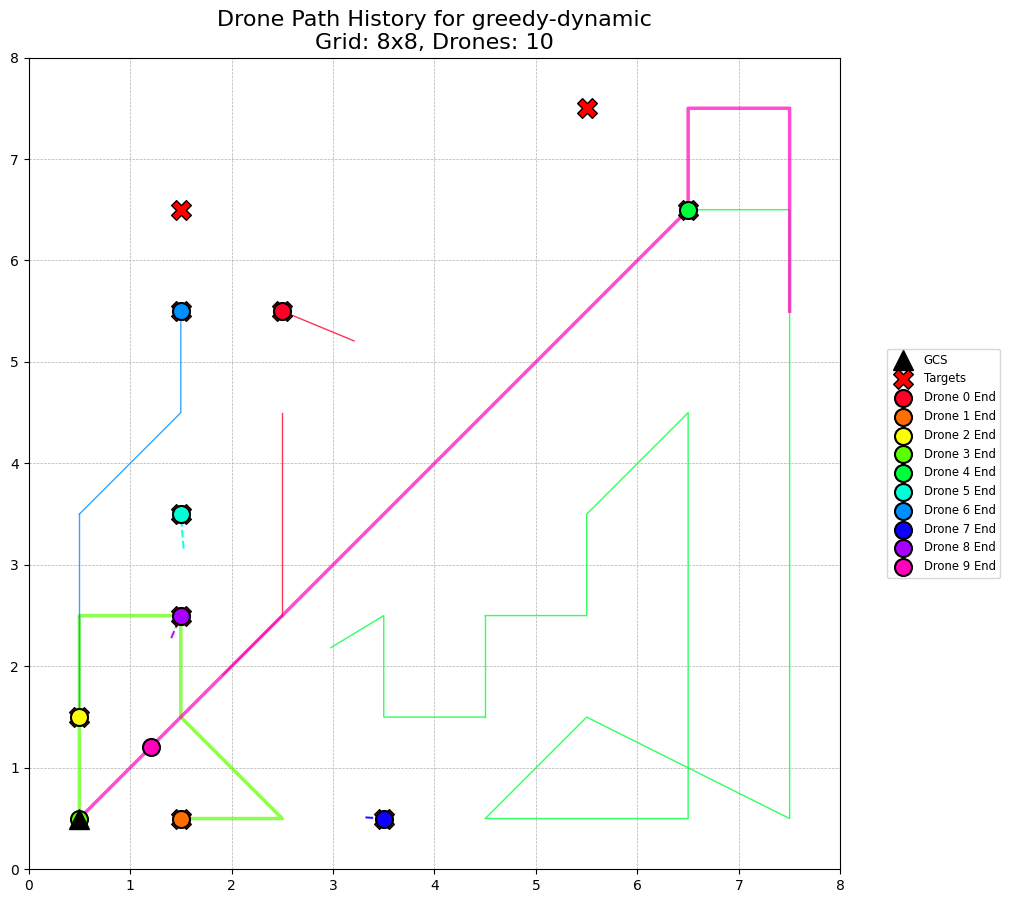 Drone Path History for greedy-dynamic
Grid: 8x8, Drones: 10
8
7
6
5
4
3
2
1
0
0 1 2 3 4 5 6 7 8
GCS
Targets
Drone 0 End
Drone 1 End
Drone 2 End
Drone 3 End
Drone 4 End
Drone 5 End
Drone 6 End
Drone 7 End
Drone 8 End
Drone 9 End